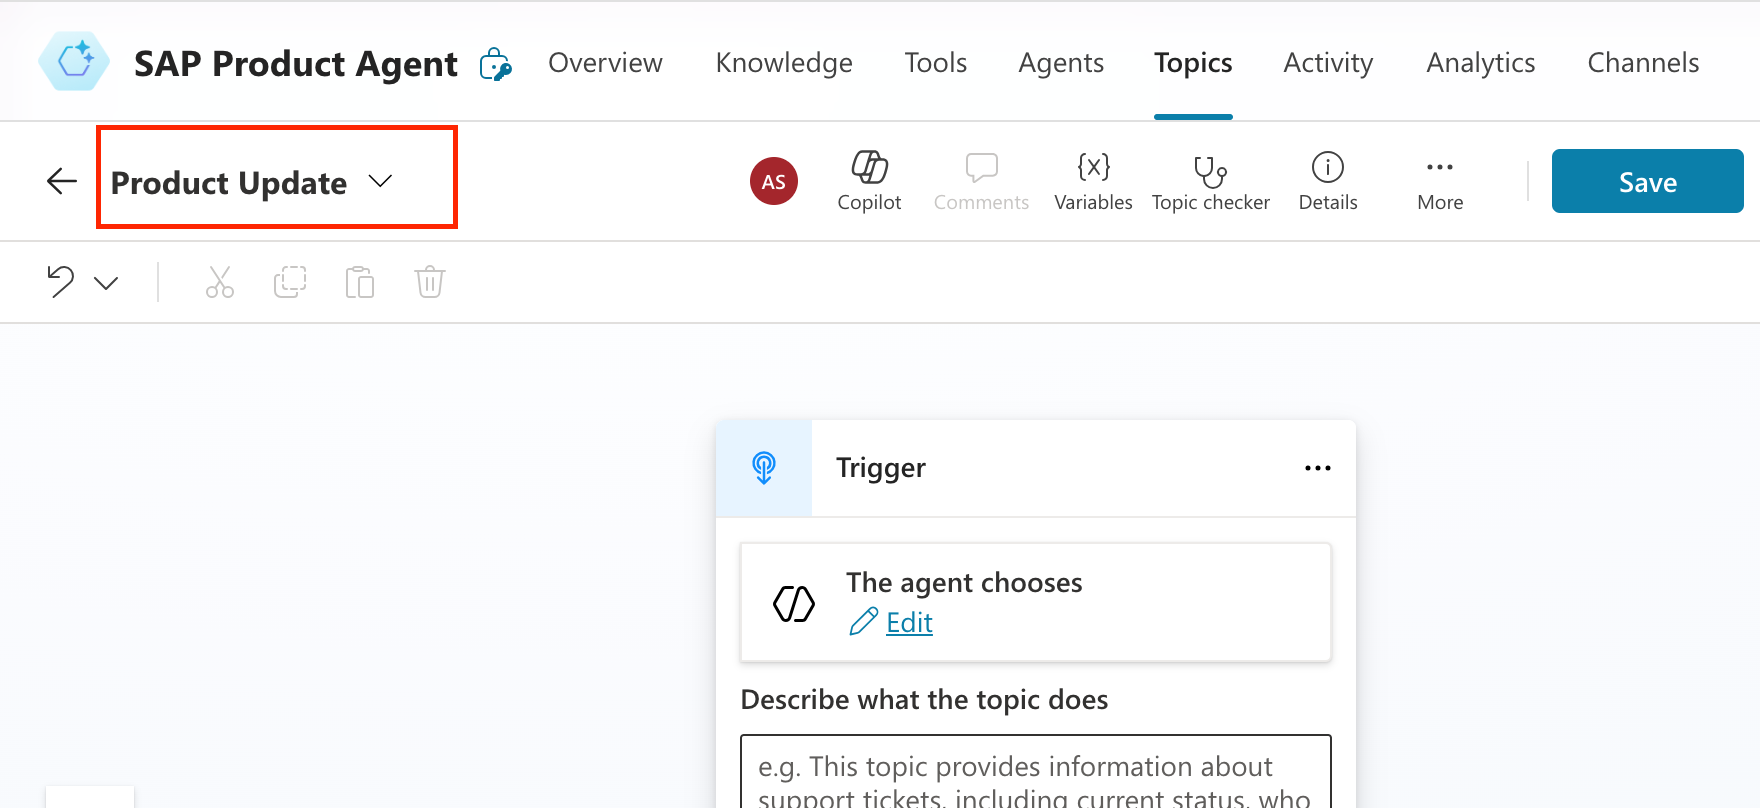 SAP Product Agent Overview Knowledge Tools Agents Topics Activity Analytics Channels
Product Update AS Copilot Comments {x} Variables Topic checker Details More Save
Trigger
The agent chooses
Edit
Describe what the topic does
e.g. This topic provides information about
support tickets, including current status, who